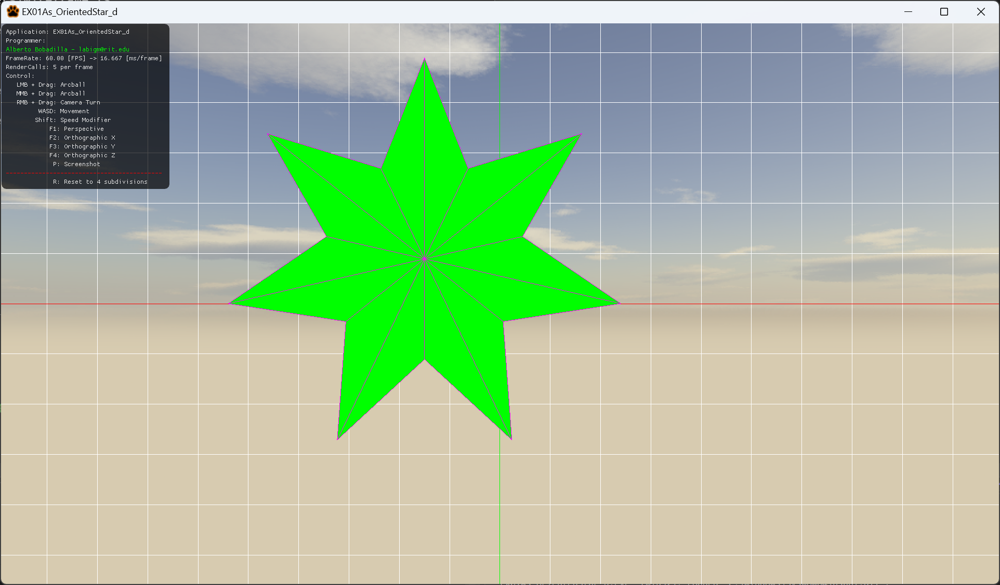 EX01As_OrientedStar_d
Application: EX01As_OrientedStar_d
Programmer:
Alberto Bobadilla - labigm@rit.edu
FrameRate: 60.00 [FPS] -> 16.667 [ms/frame]
RenderCalls: 5 per frame
Control:
LMB + Drag: Arcball
MMB + Drag: Arcball
RMB + Drag: Camera Turn
WASD: Movement
Shift: Speed Modifier
F1: Perspective
F2: Orthographic X
F3: Orthographic Y
F4: Orthographic Z
P: Screenshot
R: Reset to 4 subdivisions